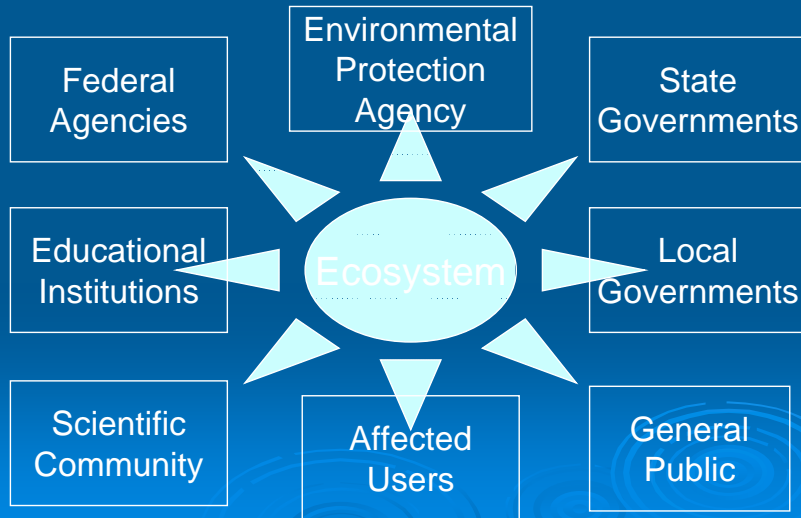 Environmental
Protection
Agency
Federal
Agencies
State
Governments
Educational
Institutions
Ecosystem
Local
Governments
Scientific
Community
Affected
Users
General
Public